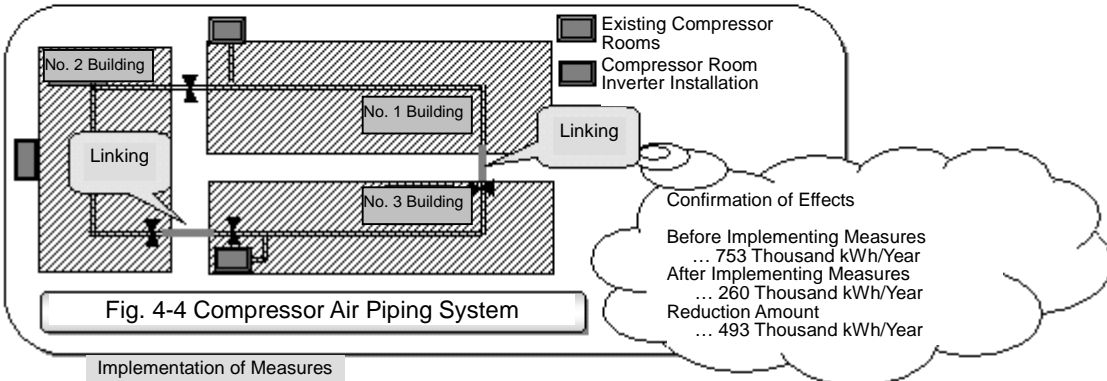 Existing Compressor
Rooms
Compressor Room
Inverter Installation
No. 2 Building
No. 1 Building
Linking
Linking
No. 3 Building
Confirmation of Effects
Before Implementing Measures
… 753 Thousand kWh/Year
After Implementing Measures
… 260 Thousand kWh/Year
Reduction Amount
… 493 Thousand kWh/Year
Fig. 4-4 Compressor Air Piping System
Implementation of Measures